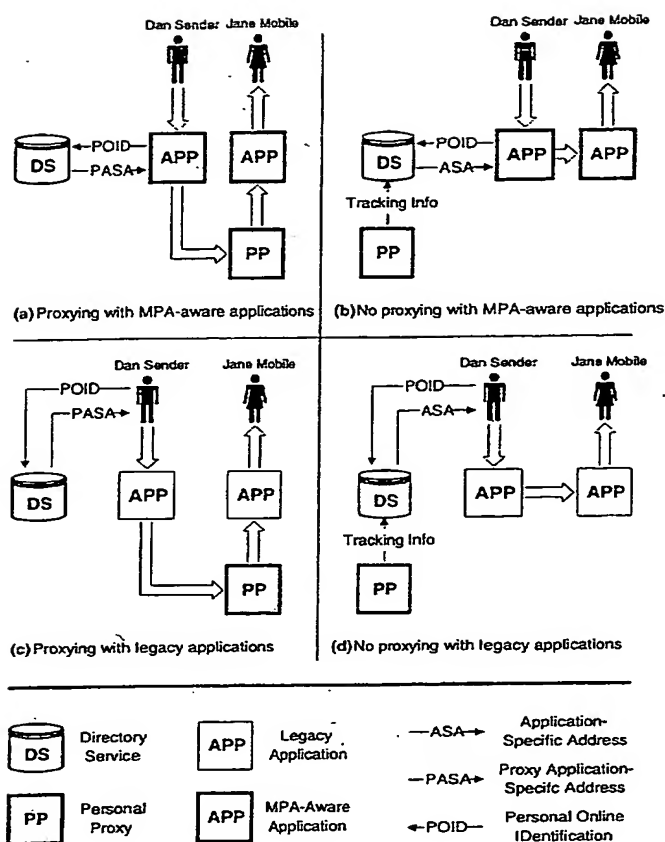 Dan Sender Jane Mobile
DS
POID
PASA
APP
APP
PP
(a) Proxying with MPA-aware applications
Dan Sender Jane Mobile
DS
POID
ASA
APP
APP
Tracking Info
PP
(b) No proxying with MPA-aware applications
Dan Sender Jane Mobile
POID
PASA
DS
APP
APP
PP
(c) Proxying with legacy applications
Dan Sender Jane Mobile
POID
ASA
DS
APP
APP
Tracking Info
PP
(d) No proxying with legacy applications
DS
Directory
Service
APP
Legacy
Application
ASA
Application-
Specific Address
PASA
Proxy Application-
Specifc Address
PP
Personal
Proxy
APP
MPA-Aware
Application
POID
Personal Online
IDentification